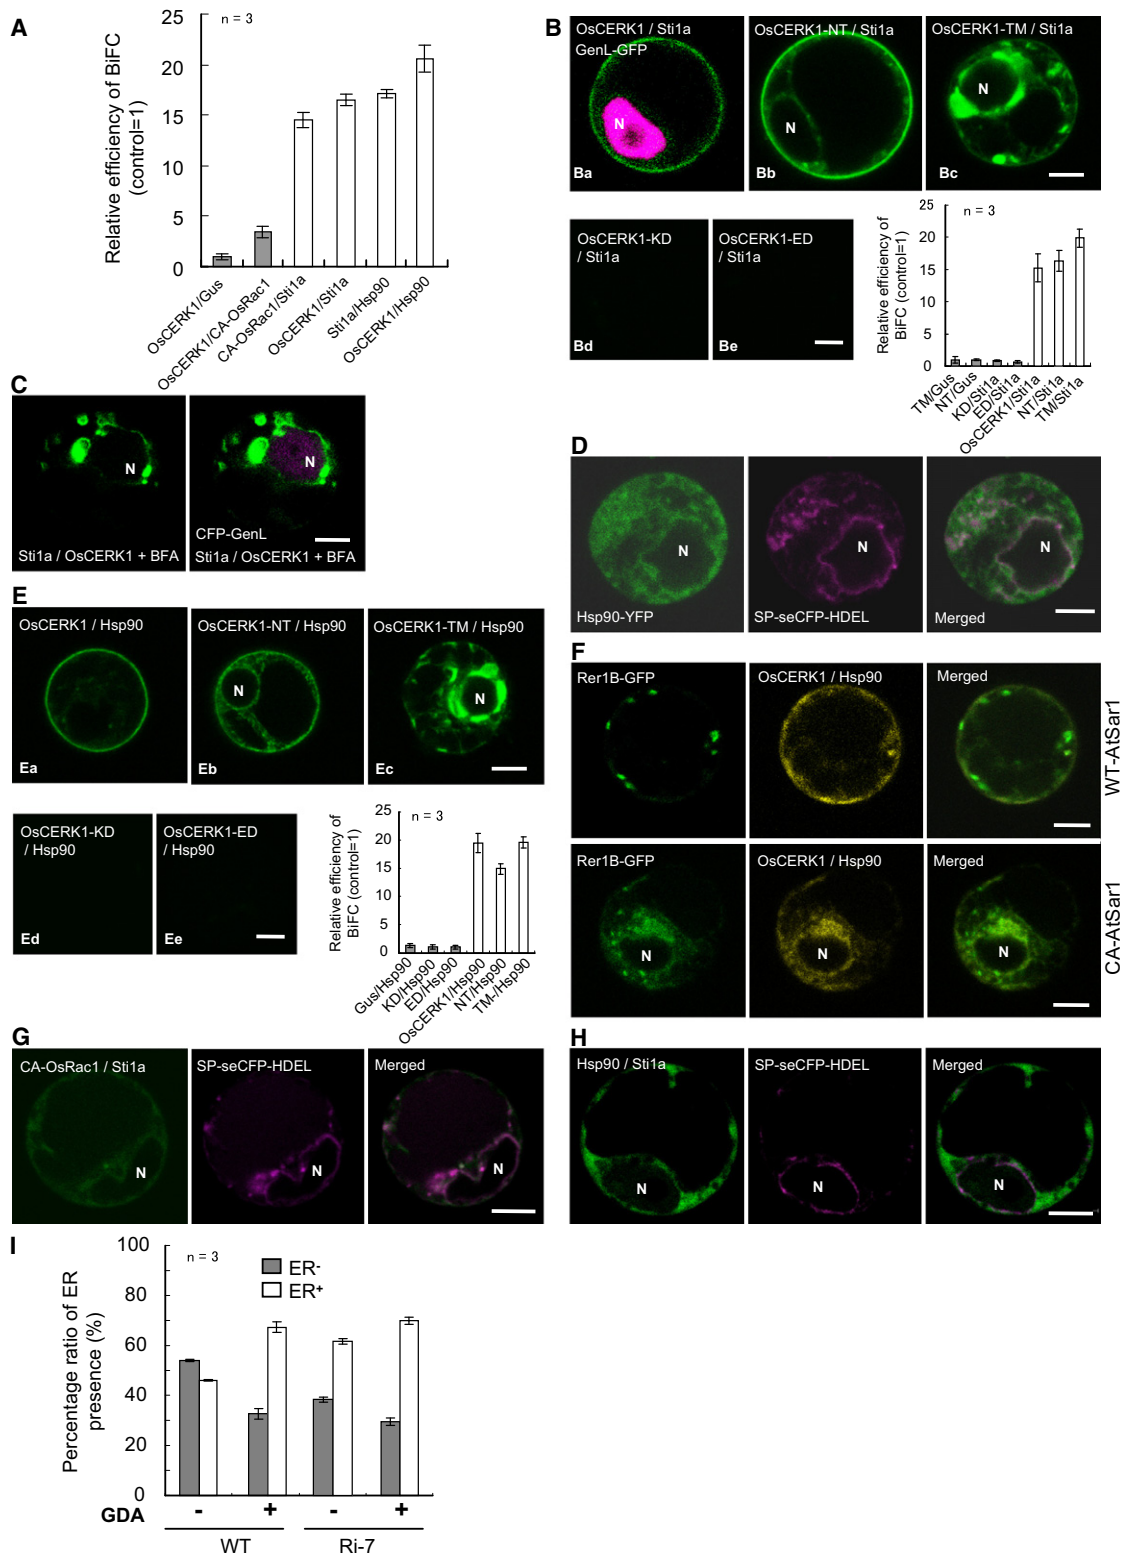 A
25
20
15
10
5
0
n = 3
Relative efficiency of BiFC
(control=1)
OsCERK1/Gus
OsCERK1/CA-OsRac1
CA-OsRac1/Sti1a
OsCERK1/Sti1a
Sti1a/Hsp90
OsCERK1/Hsp90
B
OsCERK1 / Sti1a
GenL-GFP
N
Ba
OsCERK1-NT / Sti1a
N
Bb
OsCERK1-TM / Sti1a
N
Bc
OsCERK1-KD
/ Sti1a
Bd
OsCERK1-ED
/ Sti1a
Be
25
20
15
10
5
0
n = 3
Relative efficiency of
BiFC (control=1)
TM/Gus
NT/Gus
KD/Sti1a
ED/Sti1a
OsCERK1/Sti1a
NT/Sti1a
TM/Sti1a
C
N
Sti1a / OsCERK1 + BFA
N
CFP-GenL
Sti1a / OsCERK1 + BFA
D
Hsp90-YFP
N
SP-seCFP-HDEL
N
Merged
N
E
OsCERK1 / Hsp90
Ea
OsCERK1-NT / Hsp90
N
Eb
OsCERK1-TM / Hsp90
N
Ec
OsCERK1-KD
/ Hsp90
Ed
OsCERK1-ED
/ Hsp90
Ee
25
20
15
10
5
0
n = 3
Relative efficiency of
BiFC (control=1)
Gus/Hsp90
KD/Hsp90
ED/Hsp90
OsCERK1/Hsp90
NT/Hsp90
TM-/Hsp90
F
Rer1B-GFP
OsCERK1 / Hsp90
Merged
WT-AtSar1
Rer1B-GFP
N
OsCERK1 / Hsp90
N
Merged
N
CA-AtSar1
G
CA-OsRac1 / Sti1a
N
SP-seCFP-HDEL
N
Merged
N
H
Hsp90 / Sti1a
N
SP-seCFP-HDEL
N
Merged
N
I
100
80
60
40
20
0
n = 3
ER-
ER+
Percentage ratio of ER
presence (%)
GDA - + - +
WT Ri-7